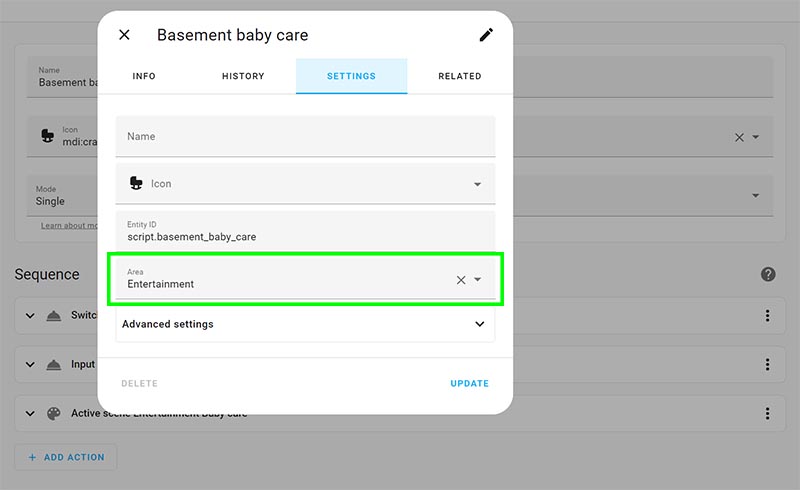 Basement baby care
INFO
HISTORY
SETTINGS
RELATED
Name
Basement ba
Name
Icon
mdi:cra
Icon
Mode
Single
Entity ID
script.basement_baby_care
Learn about mo
Area
Entertainment
Sequence
Advanced settings
Switc
Input
DELETE
UPDATE
Active scene Entertainment Baby care
+ ADD ACTION